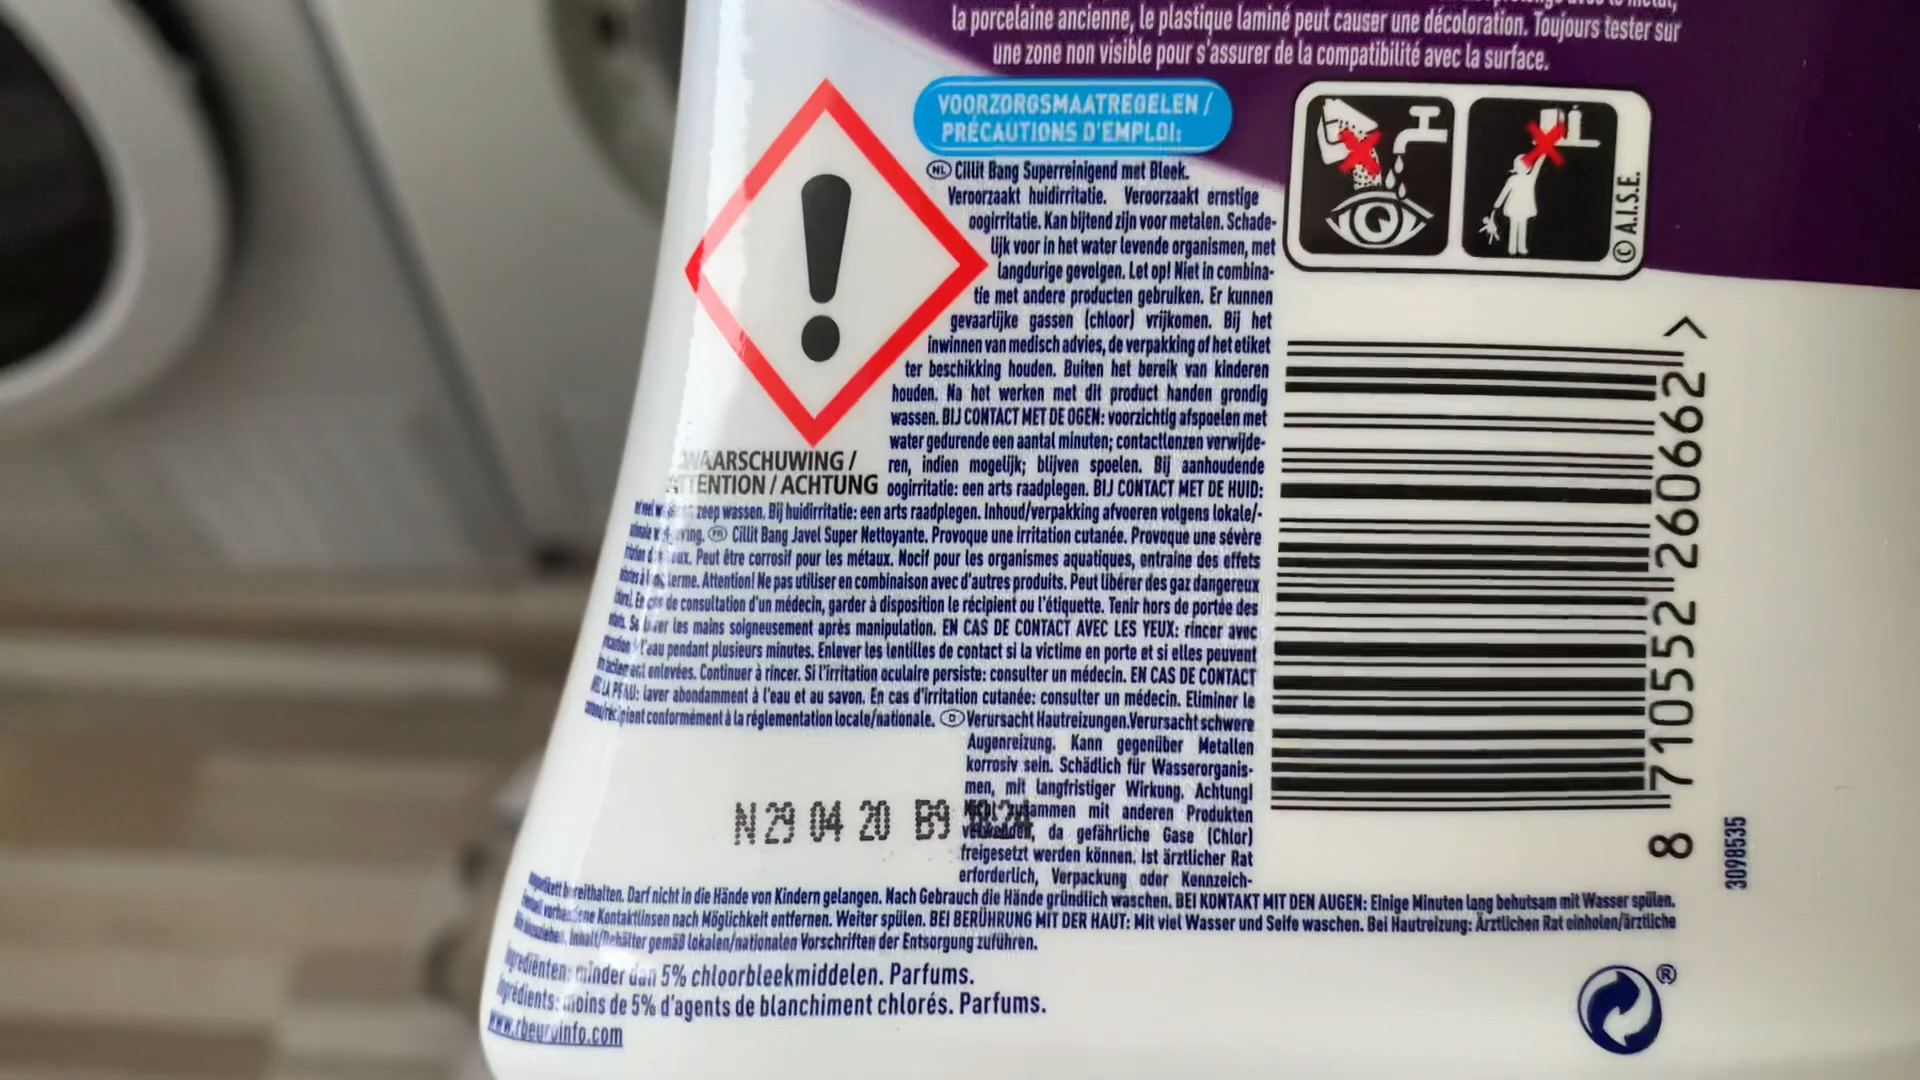 la porcelaine ancienne, le plastique laminé peut causer une décoloration. Toujours tester sur
une zone non visible pour s'assurer de la compatibilité avec la surface.
VOORZORGSMAATREGELEN /
PRÉCAUTIONS D'EMPLOI:
NL Cillit Bang Superreinigend met Bleek.
Veroorzaakt huidirritatie. Veroorzaakt ernstige
oogirritatie. Kan bijtend zijn voor metalen. Schade-
lijk voor in het water levende organismen, met
langdurige gevolgen. Let op! Niet in combina-
tie met andere producten gebruiken. Er kunnen
gevaarlijke gassen (chloor) vrijkomen. Bij het
inwinnen van medisch advies, de verpakking of het etiket
ter beschikking houden. Buiten het bereik van kinderen
houden. Na het werken met dit product handen grondig
wassen. BIJ CONTACT MET DE OGEN: voorzichtig afspoelen met
water gedurende een aantal minuten; contactlenzen verwijde-
ren, indien mogelijk; blijven spoelen. Bij aanhoudende
oogirritatie: een arts raadplegen. BIJ CONTACT MET DE HUID:
zeep wassen. Bij huidirritatie: een arts raadplegen. Inhoud/verpakking afvoeren volgens lokale/-
FR Cillit Bang Javel Super Nettoyante. Provoque une irritation cutanée. Provoque une sévère
Peut être corrosif pour les métaux. Nocif pour les organismes aquatiques, entraine des effets
terme. Attention! Ne pas utiliser en combinaison avec d'autres produits. Peut libérer des gaz dangereux
de consultation d'un médecin, garder à disposition le récipient ou l'étiquette. Tenir hors de portée des
les mains soigneusement après manipulation. EN CAS DE CONTACT AVEC LES YEUX: rincer avec
l'eau pendant plusieurs minutes. Enlever les lentilles de contact si la victime en porte et si elles peuvent
enlevées. Continuer à rincer. Si l'irritation oculaire persiste: consulter un médecin. EN CAS DE CONTACT
LA PEAU: laver abondamment à l'eau et au savon. En cas d'irritation cutanée: consulter un médecin. Eliminer le
conformément à la réglementation locale/nationale. D Verursacht Hautreizungen.Verursacht schwere
Augenreizung. Kann gegenüber Metallen
korrosiv sein. Schädlich für Wasserorganis-
men, mit langfristiger Wirkung. Achtung!
Nicht zusammen mit anderen Produkten
verwenden, da gefährliche Gase (Chlor)
freigesetzt werden können. Ist ärztlicher Rat
erforderlich, Verpackung oder Kennzeich-
bereithalten. Darf nicht in die Hände von Kindern gelangen. Nach Gebrauch die Hände gründlich waschen. BEI KONTAKT MIT DEN AUGEN: Einige Minuten lang behutsam mit Wasser spülen.
Kontaktlinsen nach Möglichkeit entfernen. Weiter spülen. BEI BERÜHRUNG MIT DER HAUT: Mit viel Wasser und Seife waschen. Bei Hautreizung: Ärztlichen Rat einholen/ärztliche
Inhalt/Behälter gemäß lokalen/nationalen Vorschriften der Entsorgung zuführen.
WAARSCHUWING /
ATTENTION / ACHTUNG
N 29 04 20 B9
Ingrediënten: minder dan 5% chloorbleekmiddelen. Parfums.
Ingrédients: moins de 5% d'agents de blanchiment chlorés. Parfums.
www.rbeuroinfo.com
© A.I.S.E.
8 710552 260662 >
3098535
®